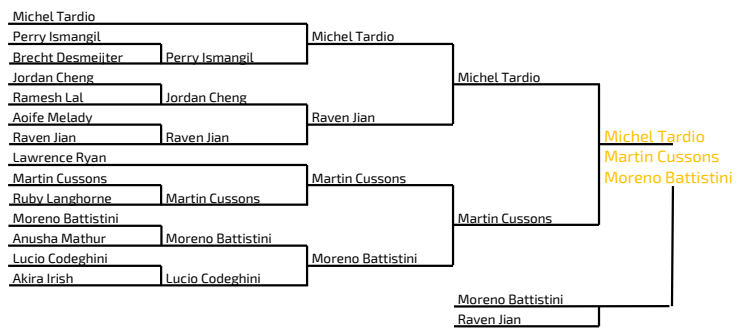 Michel Tardio
Perry Ismangil
Brecht Desmeijter
Jordan Cheng
Ramesh Lal
Aoife Melady
Raven Jian
Lawrence Ryan
Martin Cussons
Ruby Langhorne
Moreno Battistini
Anusha Mathur
Lucio Codeghini
Akira Irish
Perry Ismangil
Jordan Cheng
Raven Jian
Martin Cussons
Moreno Battistini
Lucio Codeghini
Michel Tardio
Raven Jian
Martin Cussons
Moreno Battistini
Michel Tardio
Martin Cussons
Moreno Battistini
Raven Jian
Michel Tardio
Martin Cussons
Moreno Battistini